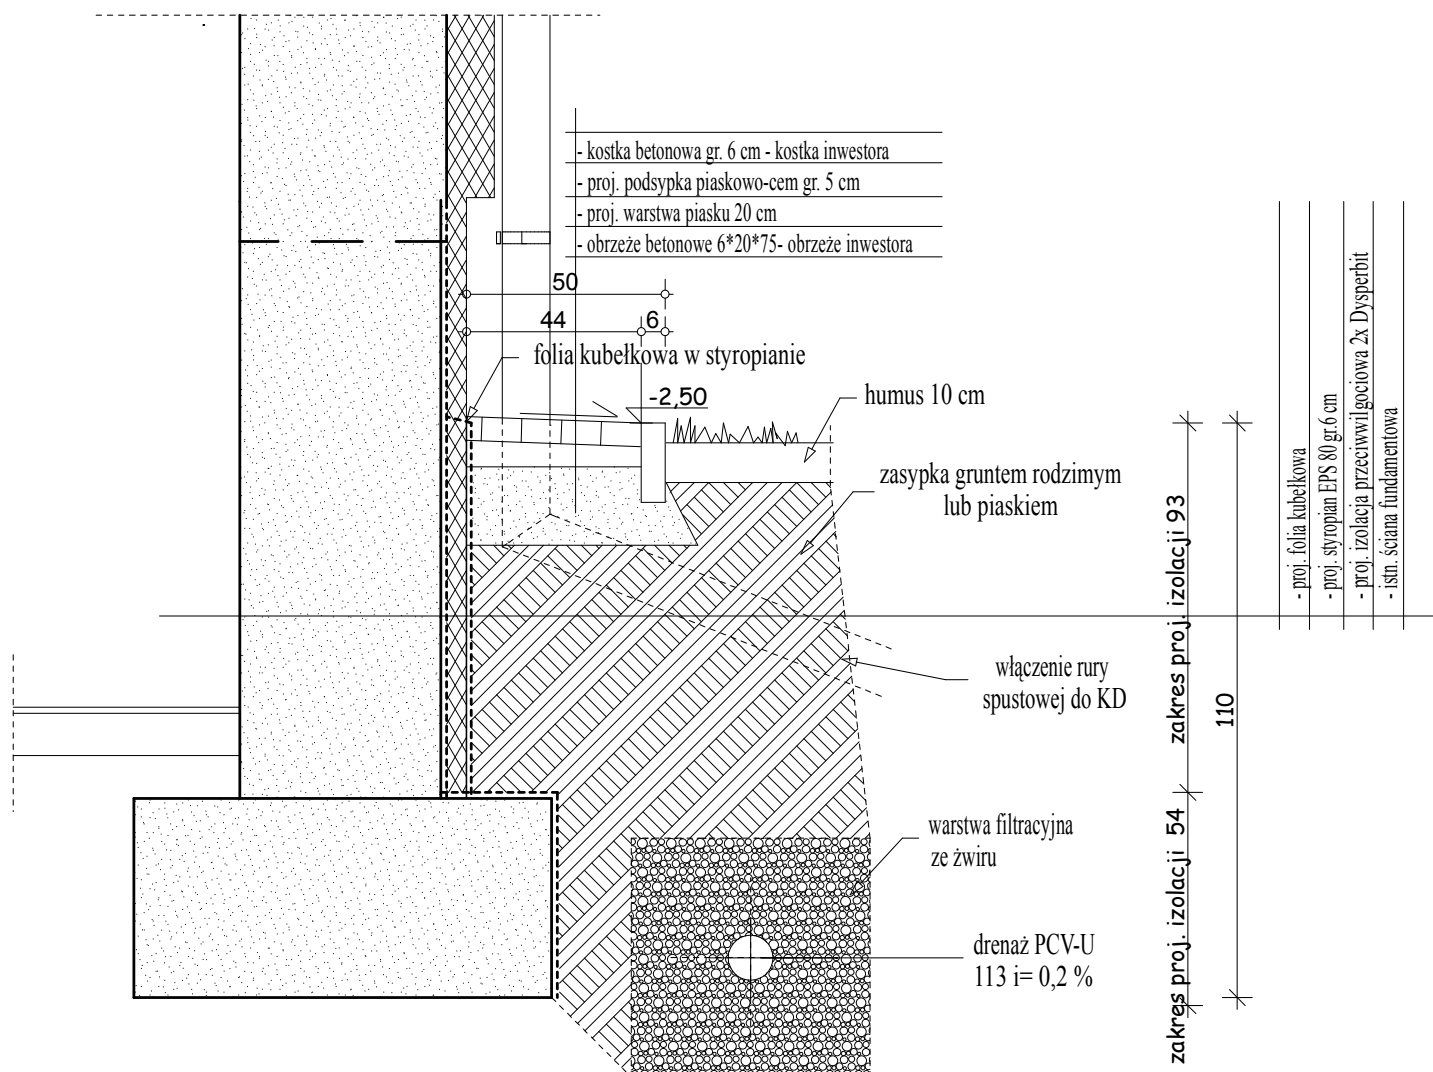 - kostka betonowa gr. 6 cm - kostka inwestora
- proj. podsypka piaskowo-cem gr. 5 cm
- proj. warstwa piasku 20 cm
- obrzeże betonowe 6*20*75- obrzeże inwestora
50
44
6
folia kubełkowa w styropianie
-2,50
humus 10 cm
zasypka gruntem rodzimym
lub piaskiem
włączenie rury
spustowej do KD
warstwa filtracyjna
ze żwiru
drenaż PCV-U
113 i= 0,2 %
zakres proj. izolacji 93
zakres proj. izolacji 54
110
- proj. folia kubełkowa
- proj. styropian EPS 80 gr.6 cm
- proj. izolacja przeciwwilgociowa 2x Dysperbit
- istn. ściana fundamentowa